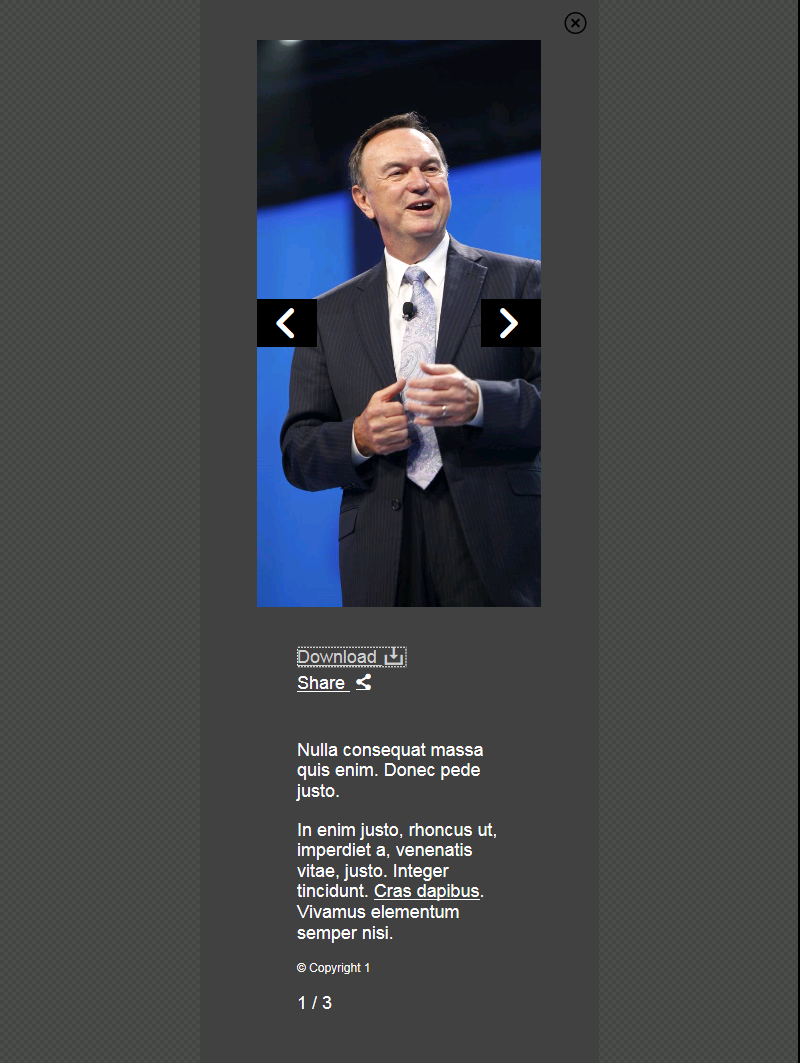 Download
Share
Nulla consequat massa
quis enim. Donec pede
justo.
In enim justo, rhoncus ut,
imperdiet a, venenatis
vitae, justo. Integer
tincidunt. Cras dapibus.
Vivamus elementum
semper nisi.
© Copyright 1
1 / 3